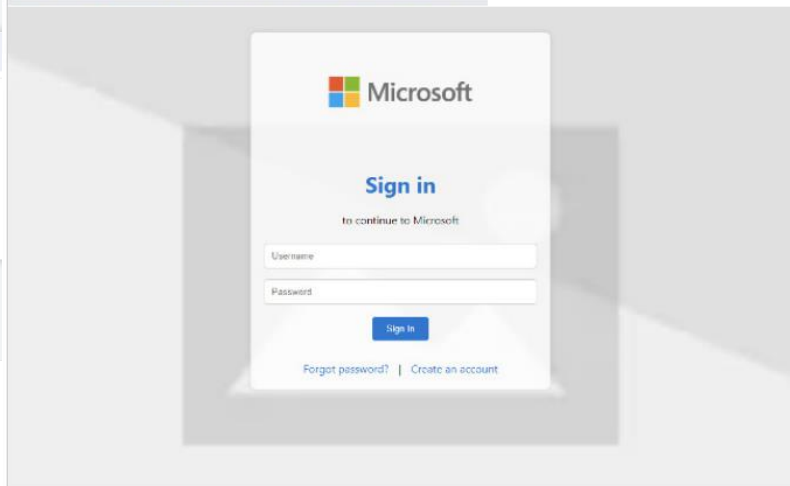 Microsoft
Sign in
to continue to Microsoft
Username
Password
Sign In
Forgot password? | Create an account